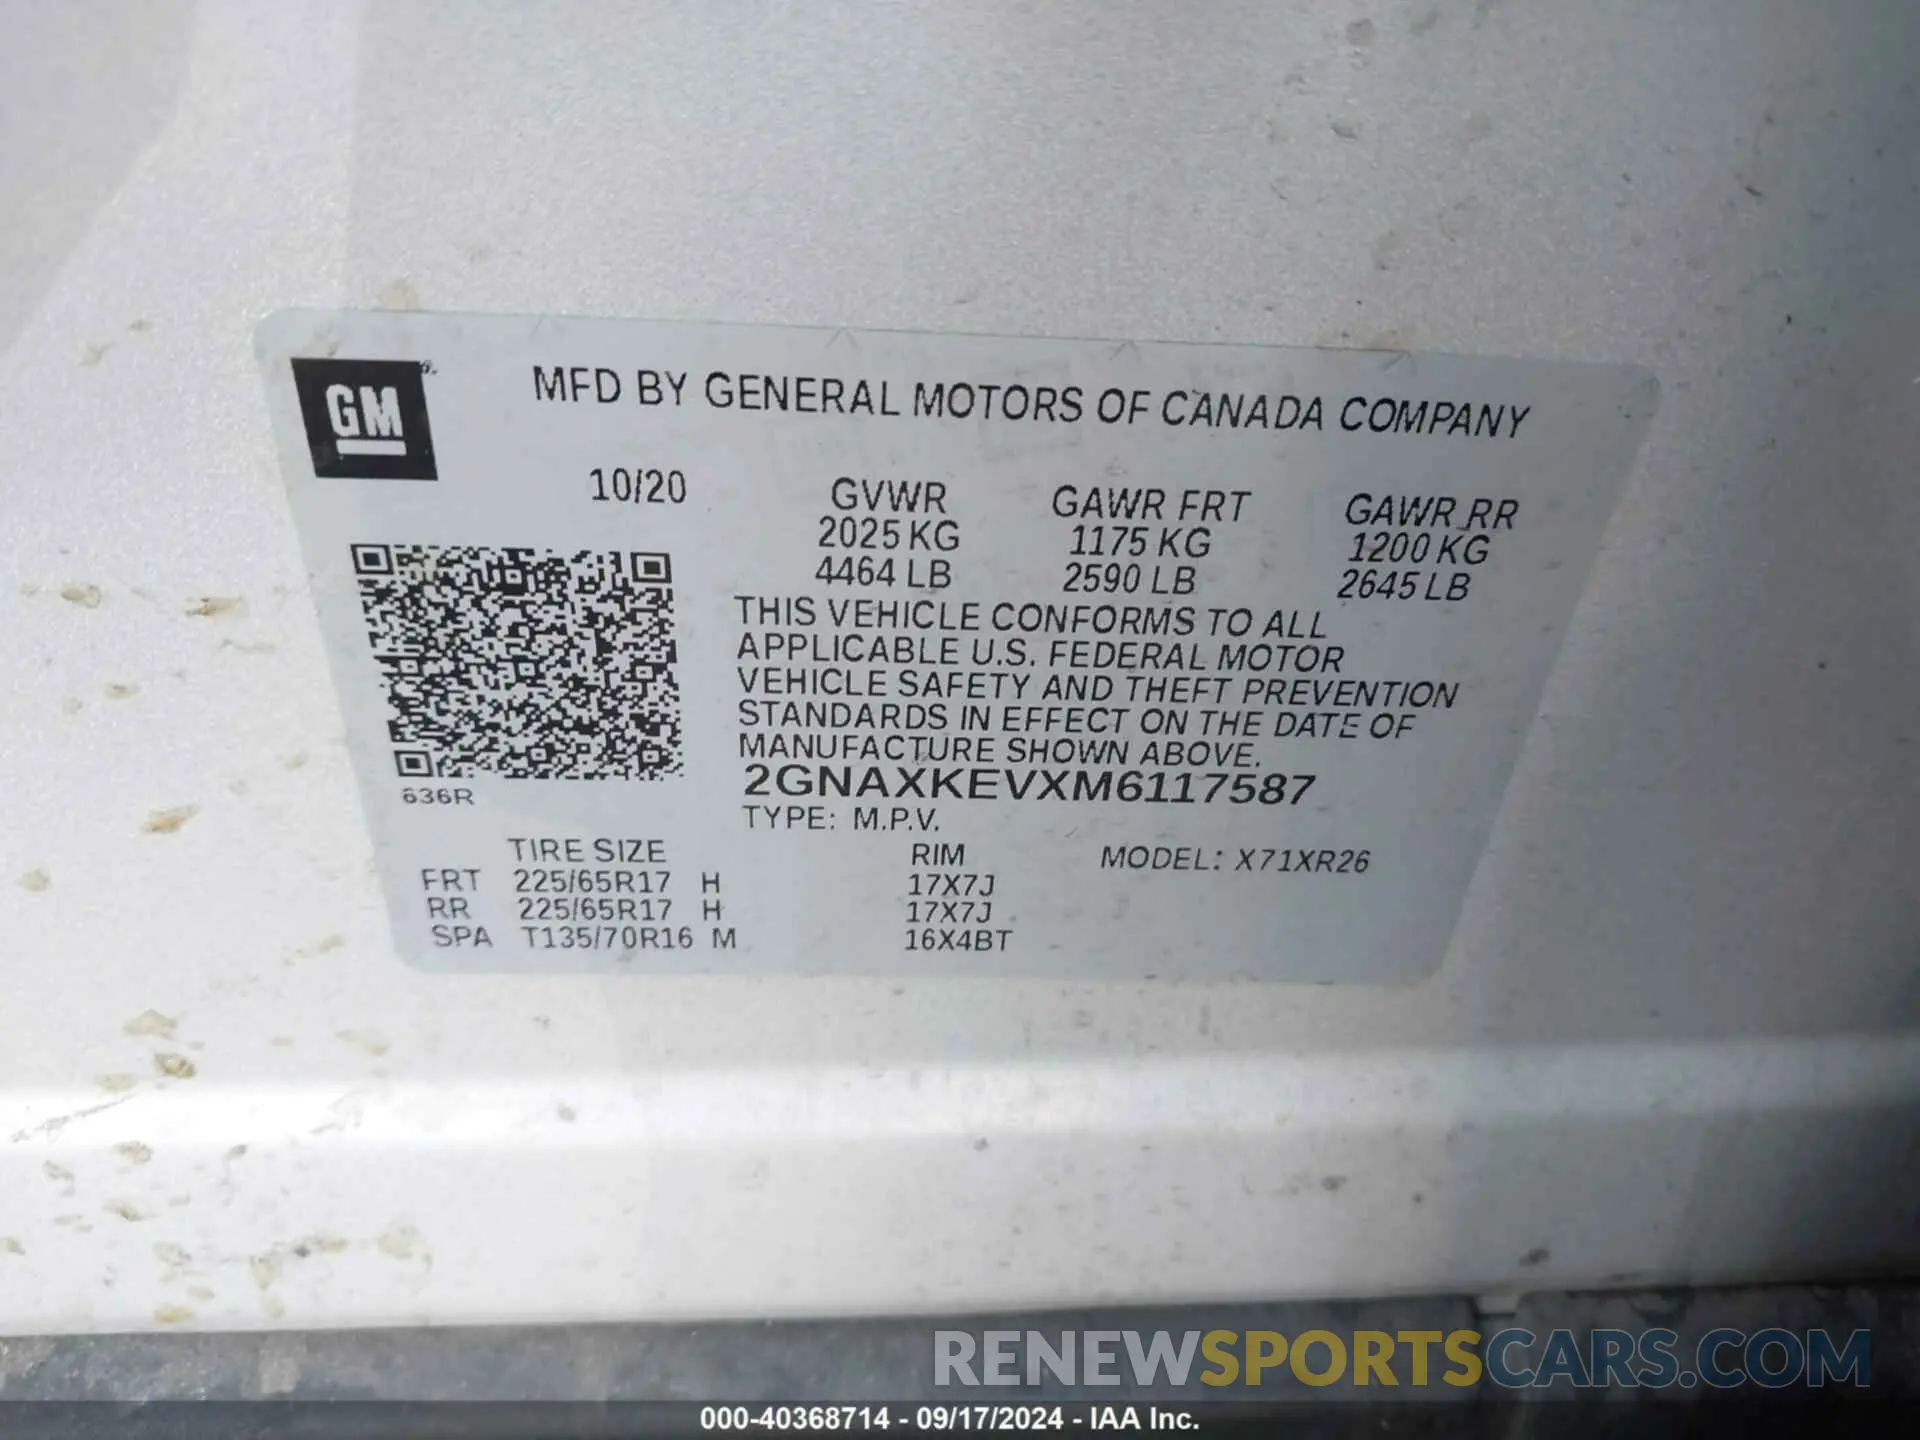 GM
MFD BY GENERAL MOTORS OF CANADA COMPANY
10/20
GVWR
2025 KG
4464 LB
GAWR FRT
1175 KG
2590 LB
GAWR RR
1200 KG
2645 LB
THIS VEHICLE CONFORMS TO ALL
APPLICABLE U.S. FEDERAL MOTOR
VEHICLE SAFETY AND THEFT PREVENTION
STANDARDS IN EFFECT ON THE DATE OF
MANUFACTURE SHOWN ABOVE.
2GNAXKEVXM6117587
TYPE: M.P.V.
636R
TIRE SIZE RIM MODEL: X71XR26
FRT 225/65R17 H 17X7J
RR 225/65R17 H 17X7J
SPA T135/70R16 M 16X4BT
RENEWSPORTSCARS.COM
000-40368714 - 09/17/2024 - IAA Inc.